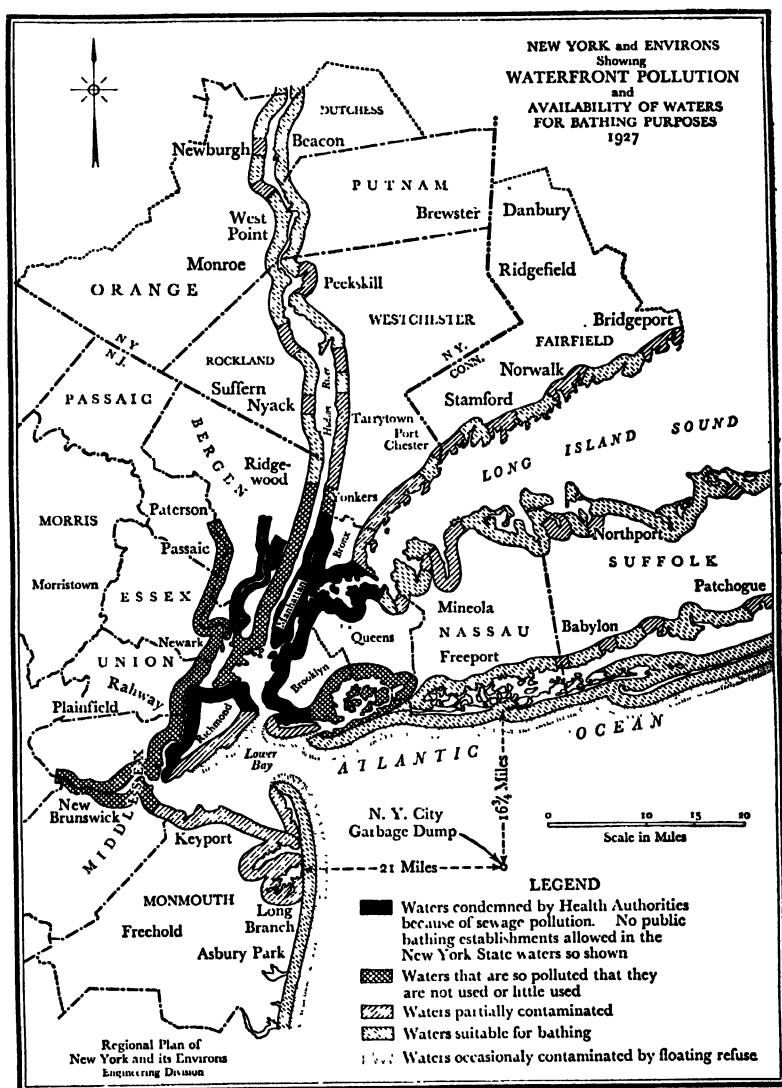 NEW YORK and ENVIRONS
Showing
WATERFRONT POLLUTION
and
AVAILABILITY OF WATERS
FOR BATHING PURPOSES
1927
DUTCHESS
Newburgh
Beacon
PUTNAM
Brewster
Danbury
West
Point
Monroe
Peekskill
Ridgefield
ORANGE
WESTCHESTER
Bridgeport
FAIRFIELD
N.Y.
N.J.
N.Y.
CONN.
ROCKLAND
Norwalk
Suffern
Nyack
Stamford
PASSAIC
Hudson River
Tarrytown
Port
Chester
BERGEN
LONG ISLAND SOUND
Ridge-
wood
Yonkers
Paterson
MORRIS
Bronx
Northport
Passaic
SUFFOLK
Morristown
ESSEX
Manhattan
Patchogue
Mineola
Queens
NASSAU
Babylon
Newark
Freeport
UNION
Brooklyn
Rahway
Plainfield
Richmond
Lower
Bay
ATLANTIC OCEAN
New
Brunswick
MIDDLESSEX
Keyport
16¾ Miles
N. Y. City
Garbage Dump
0 10 15 20
Scale in Miles
21 Miles
MONMOUTH
Freehold
Long
Branch
Asbury Park
LEGEND
Waters condemned by Health Authorities
because of sewage pollution. No public
bathing establishments allowed in the
New York State waters so shown
Waters that are so polluted that they
are not used or little used
Waters partially contaminated
Waters suitable for bathing
Waters occasionaly contaminated by floating refuse
Regional Plan of
New York and its Environs
Engineering Division